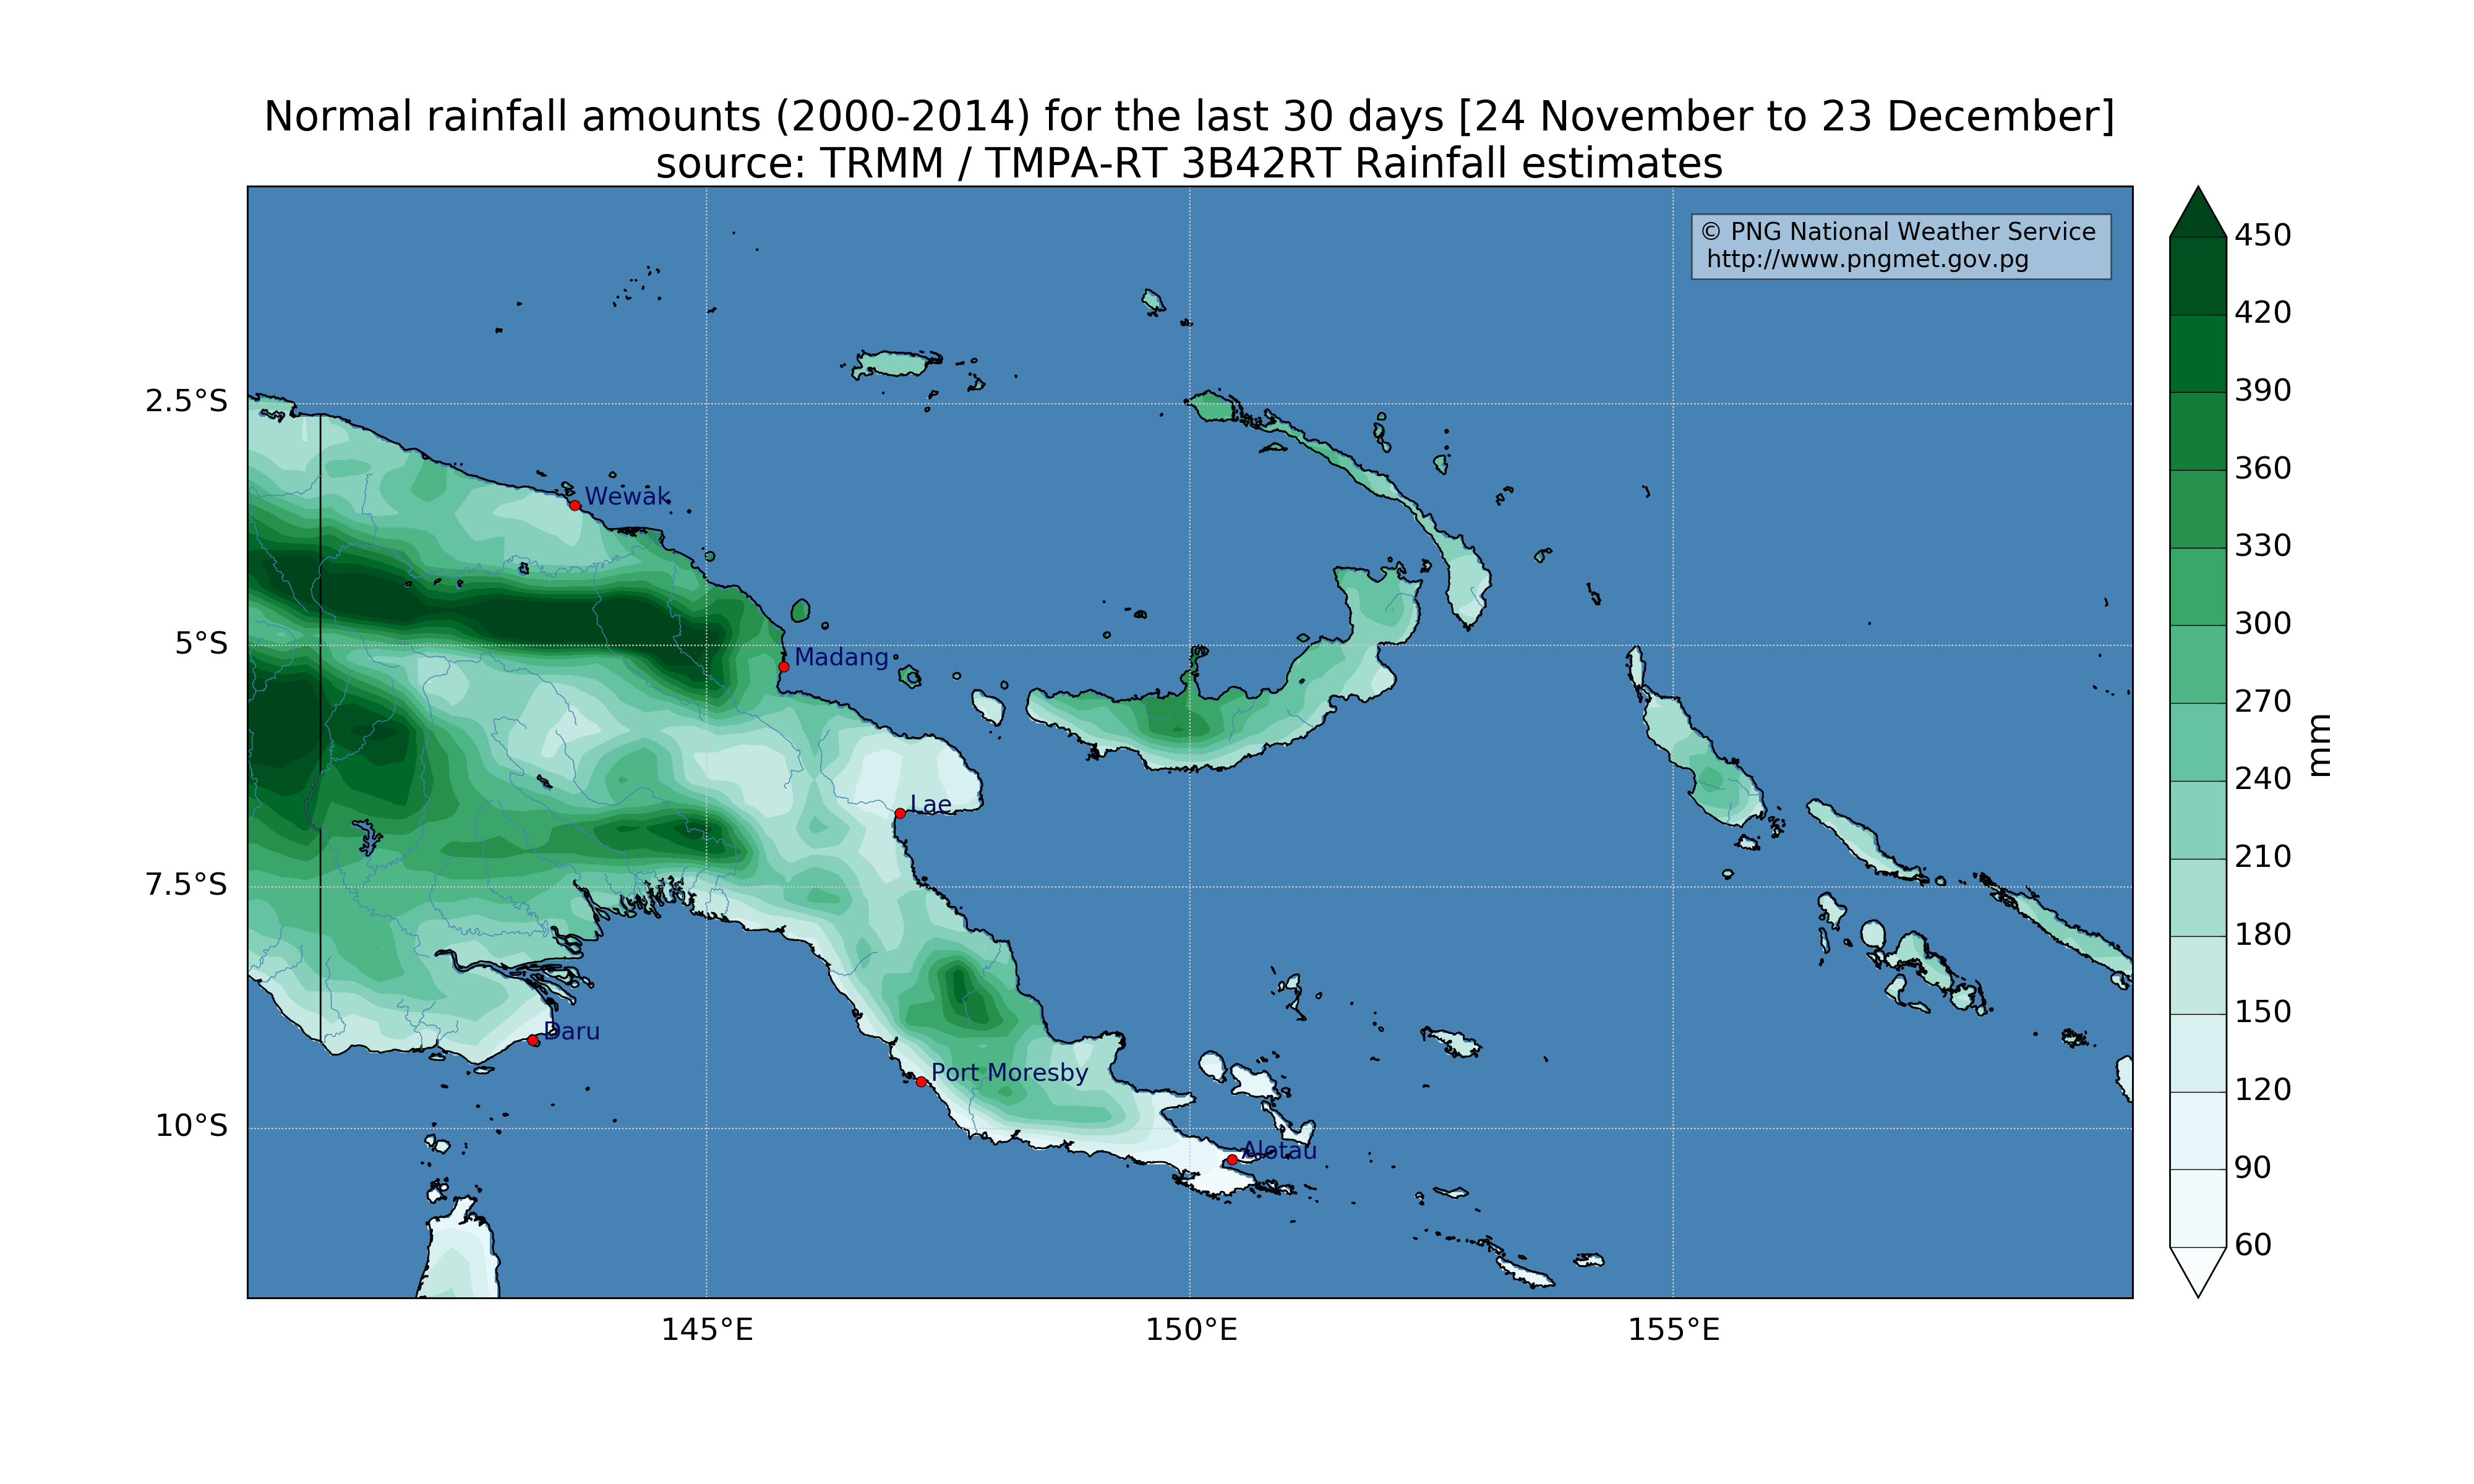 Normal rainfall amounts (2000-2014) for the last 30 days [24 November to 23 December]
source: TRMM / TMPA-RT 3B42RT Rainfall estimates
© PNG National Weather Service
http://www.pngmet.gov.pg
450
420
390
360
330
300
270
240
210
180
150
120
90
60
mm
2.5°S
5°S
7.5°S
10°S
Wewak
Madang
Lae
Daru
Port Moresby
Alotau
145°E
150°E
155°E